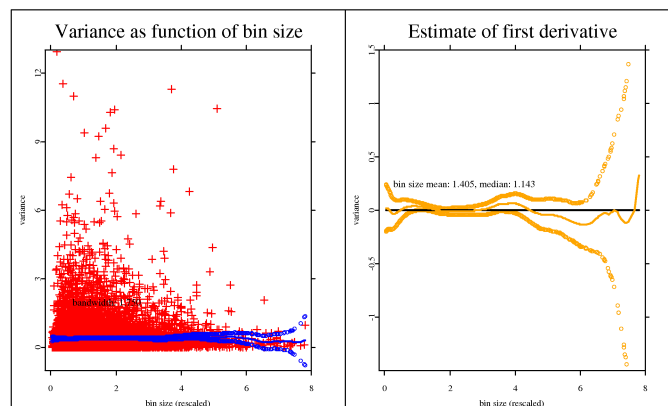 Variance as function of bin size
variance
0
3
6
9
12
bandwidth:
0
2
4
6
8
bin size (rescaled)
Estimate of first derivative
variance
1.5
1
0.5
0
-0.5
-1
bin size mean: 1.405, median: 1.143
0
2
4
6
8
bin size (rescaled)